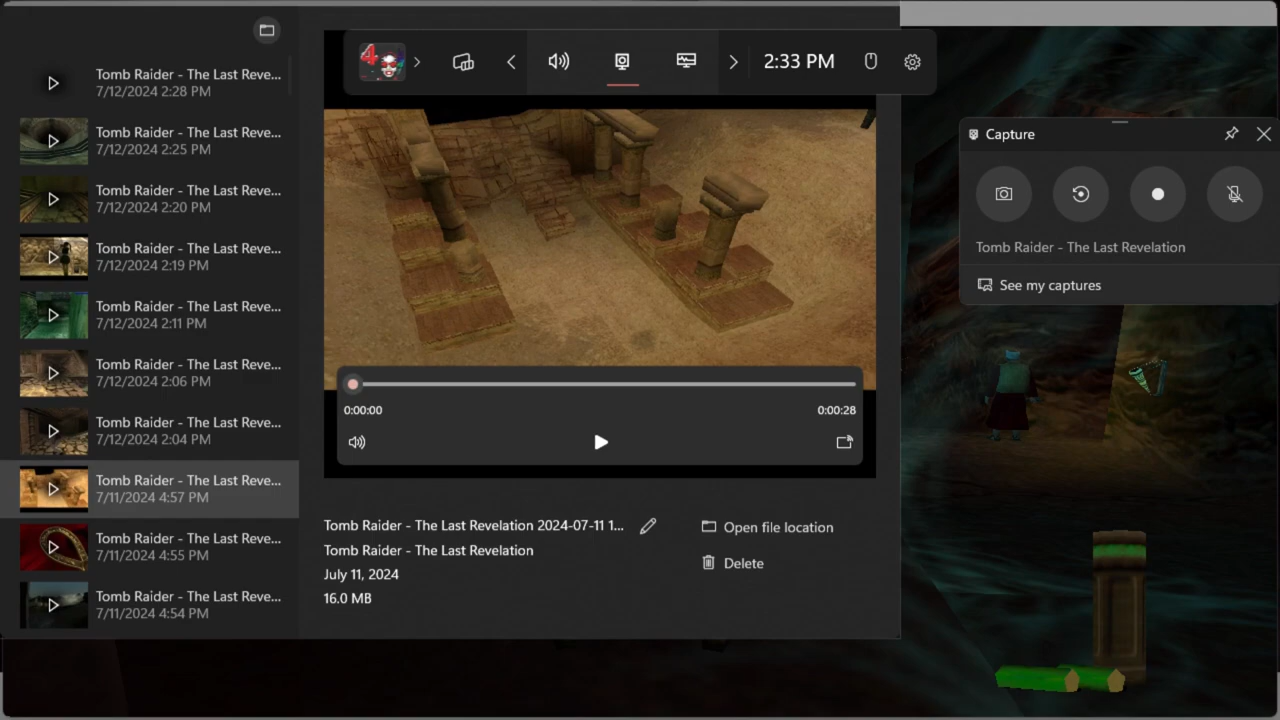 Tomb Raider - The Last Reve...
7/12/2024 2:28 PM
Tomb Raider - The Last Reve...
7/12/2024 2:25 PM
Tomb Raider - The Last Reve...
7/12/2024 2:20 PM
Tomb Raider - The Last Reve...
7/12/2024 2:19 PM
Tomb Raider - The Last Reve...
7/12/2024 2:11 PM
Tomb Raider - The Last Reve...
7/12/2024 2:06 PM
Tomb Raider - The Last Reve...
7/12/2024 2:04 PM
Tomb Raider - The Last Reve...
7/11/2024 4:57 PM
Tomb Raider - The Last Reve...
7/11/2024 4:55 PM
Tomb Raider - The Last Reve...
7/11/2024 4:54 PM
4
2:33 PM
0:00:00
0:00:28
Tomb Raider - The Last Revelation 2024-07-11 1...
Tomb Raider - The Last Revelation
July 11, 2024
16.0 MB
Open file location
Delete
Capture
Tomb Raider - The Last Revelation
See my captures